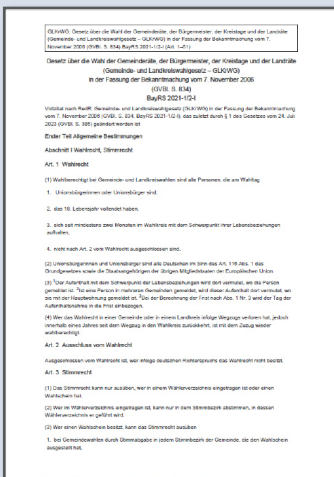 GLKrWG: Gesetz über die Wahl der Gemeinderäte, der Bürgermeister, der Kreistage und der Landräte
(Gemeinde- und Landkreiswahlgesetz – GLKrWG) in der Fassung der Bekanntmachung vom 7.
November 2006 (GVBl. S. 834) BayRS 2021-1/2-I (Art. 1–61)
Gesetz über die Wahl der Gemeinderäte, der Bürgermeister, der Kreistage und der Landräte
(Gemeinde- und Landkreiswahlgesetz – GLKrWG)
in der Fassung der Bekanntmachung vom 7. November 2006
(GVBl. S. 834)
BayRS 2021-1/2-I
Vollzitat nach RedR: Gemeinde- und Landkreiswahlgesetz (GLKrWG) in der Fassung der Bekanntmachung
vom 7. November 2006 (GVBl. S. 834, BayRS 2021-1/2-I), das zuletzt durch § 1 des Gesetzes vom 24. Juli
2023 (GVBl. S. 385) geändert worden ist
Erster Teil Allgemeine Bestimmungen
Abschnitt I Wahlrecht, Stimmrecht
Art. 1 Wahlrecht
(1) Wahlberechtigt bei Gemeinde- und Landkreiswahlen sind alle Personen, die am Wahltag
1. Unionsbürgerinnen oder Unionsbürger sind,
2. das 18. Lebensjahr vollendet haben,
3. sich seit mindestens zwei Monaten im Wahlkreis mit dem Schwerpunkt ihrer Lebensbeziehungen
aufhalten,
4. nicht nach Art. 2 vom Wahlrecht ausgeschlossen sind.
(2) Unionsbürgerinnen und Unionsbürger sind alle Deutschen im Sinn des Art. 116 Abs. 1 des
Grundgesetzes sowie die Staatsangehörigen der übrigen Mitgliedstaaten der Europäischen Union.
(3) ¹Der Aufenthalt mit dem Schwerpunkt der Lebensbeziehungen wird dort vermutet, wo die Person
gemeldet ist. ²Ist eine Person in mehreren Gemeinden gemeldet, wird dieser Aufenthalt dort vermutet, wo
sie mit der Hauptwohnung gemeldet ist. ³Bei der Berechnung der Frist nach Abs. 1 Nr. 3 wird der Tag der
Aufenthaltsnahme in die Frist einbezogen.
(4) Wer das Wahlrecht in einer Gemeinde oder in einem Landkreis infolge Wegzugs verloren hat, jedoch
innerhalb eines Jahres seit dem Wegzug in den Wahlkreis zurückkehrt, ist mit dem Zuzug wieder
wahlberechtigt.
Art. 2 Ausschluss vom Wahlrecht
Ausgeschlossen vom Wahlrecht ist, wer infolge deutschen Richterspruchs das Wahlrecht nicht besitzt.
Art. 3 Stimmrecht
(1) Das Stimmrecht kann nur ausüben, wer in einem Wählerverzeichnis eingetragen ist oder einen
Wahlschein hat.
(2) Wer im Wählerverzeichnis eingetragen ist, kann nur in dem Stimmbezirk abstimmen, in dessen
Wählerverzeichnis er geführt wird.
(3) Wer einen Wahlschein besitzt, kann das Stimmrecht ausüben
1. bei Gemeindewahlen durch Stimmabgabe in jedem Stimmbezirk der Gemeinde, die den Wahlschein
ausgestellt hat,